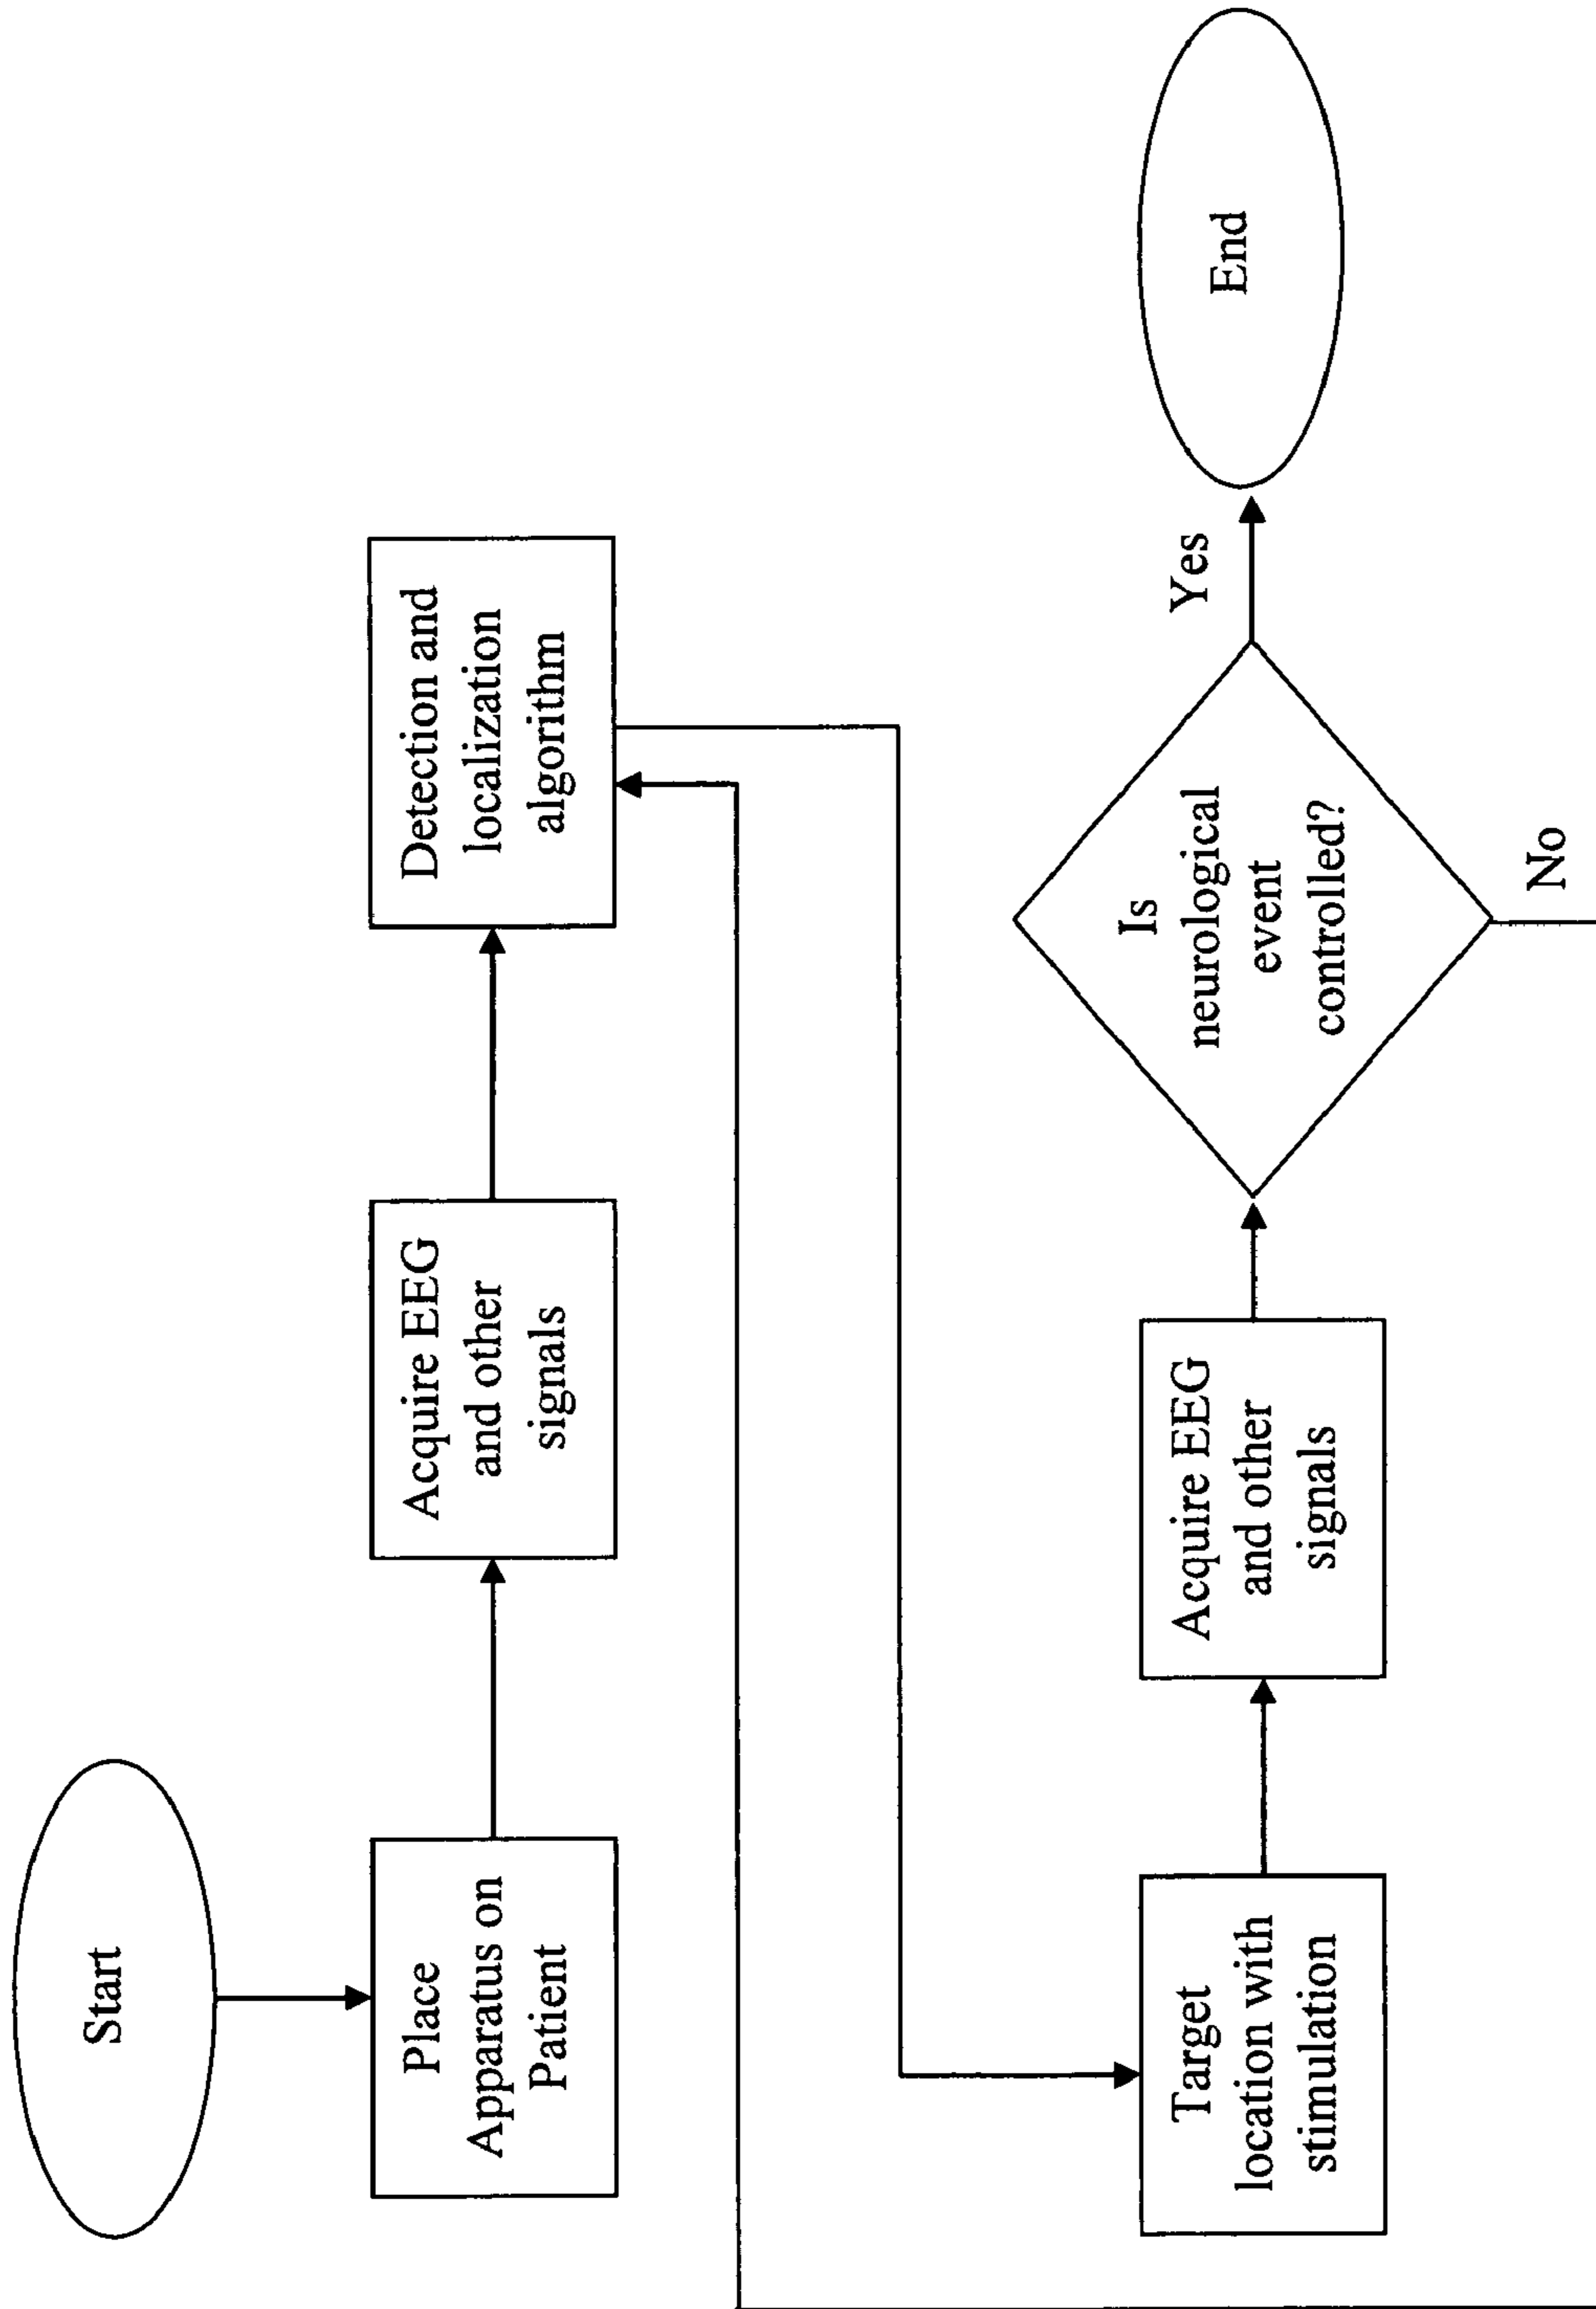 Start
Place
Apparatus on
Patient
Acquire EEG
and other
signals
Detection and
localization
algorithm
Target
location with
stimulation
Acquire EEG
and other
signals
Is
neurological
event
controlled?
Yes
End
No